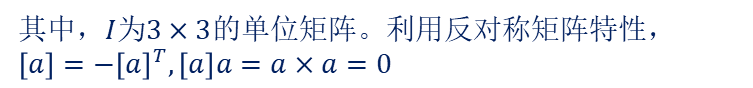 其中，I为3 × 3的单位矩阵。利用反对称矩阵特性，
[a] = −[a]ᵀ, [a]a = a × a = 0